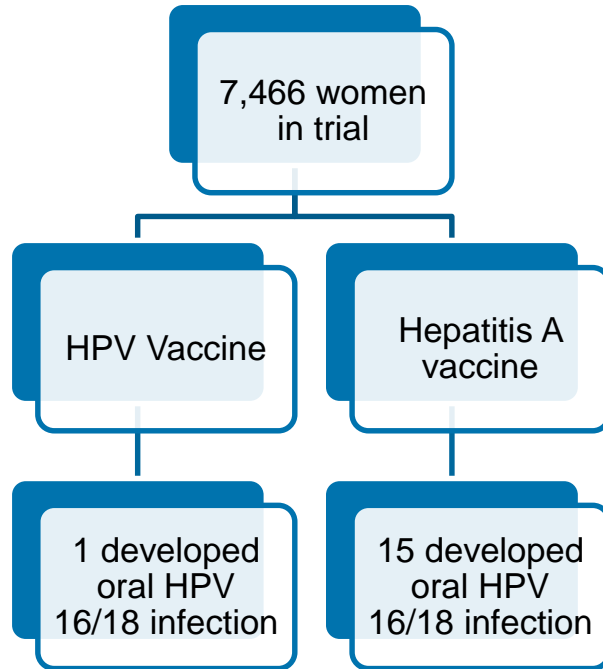 7,466 women
in trial
HPV Vaccine
Hepatitis A
vaccine
1 developed
oral HPV
16/18 infection
15 developed
oral HPV
16/18 infection